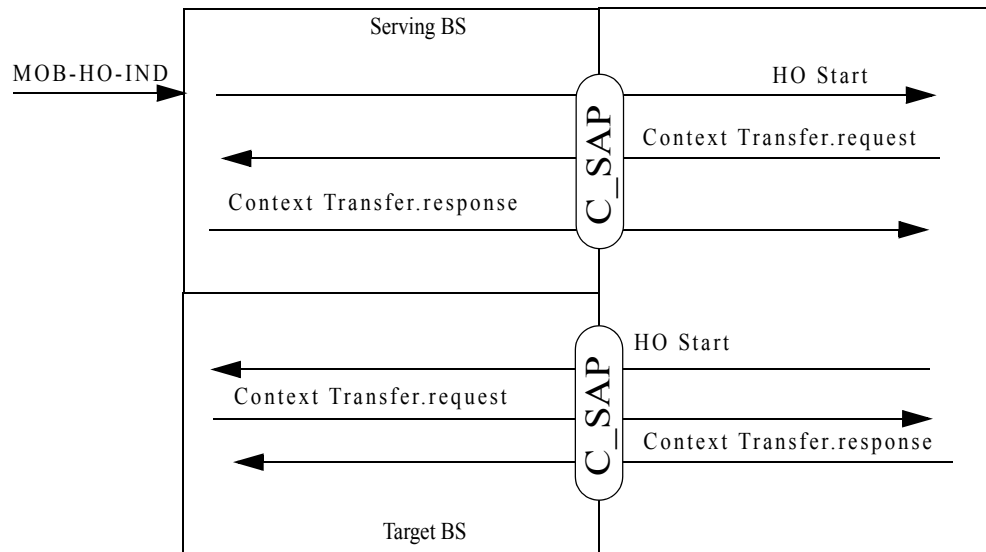 Serving BS
MOB-HO-IND
HO Start
C_SAP
Context Transfer.request
Context Transfer.response
HO Start
C_SAP
Context Transfer.request
Context Transfer.response
Target BS